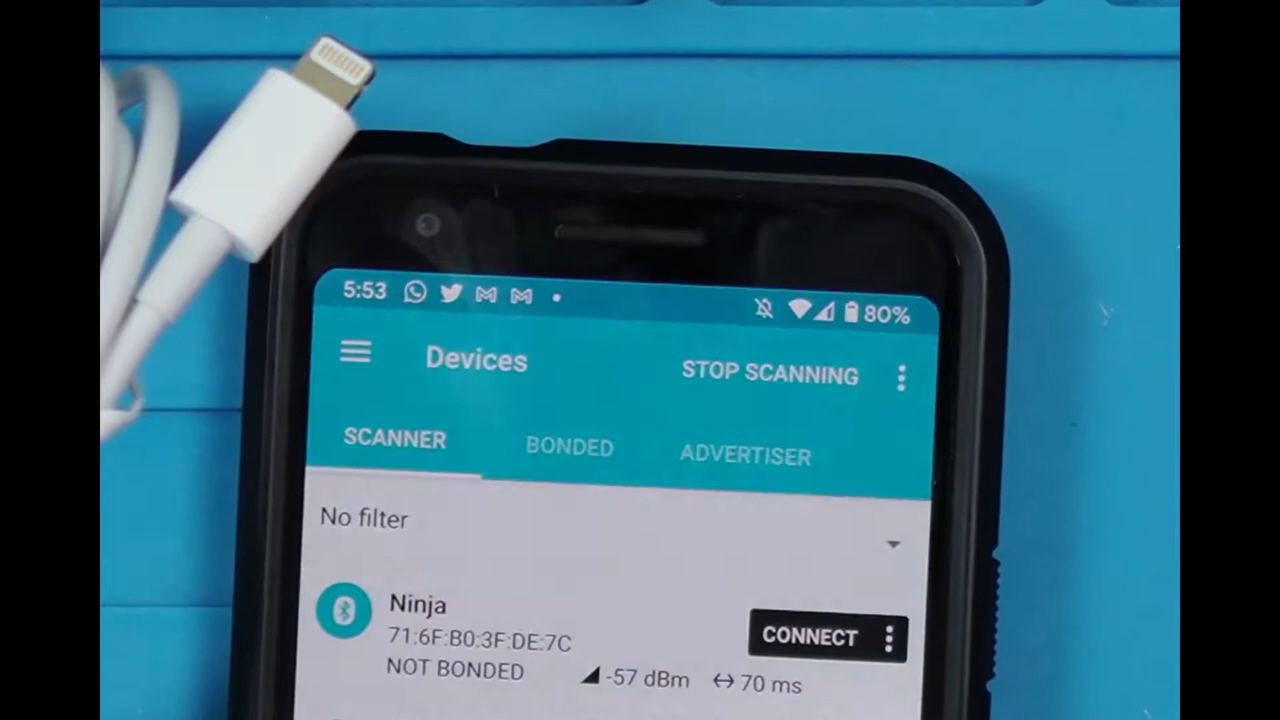 5:53 80%
Devices STOP SCANNING
SCANNER BONDED ADVERTISER
No filter
Ninja
71:6F:B0:3F:DE:7C
CONNECT
NOT BONDED -57 dBm 70 ms